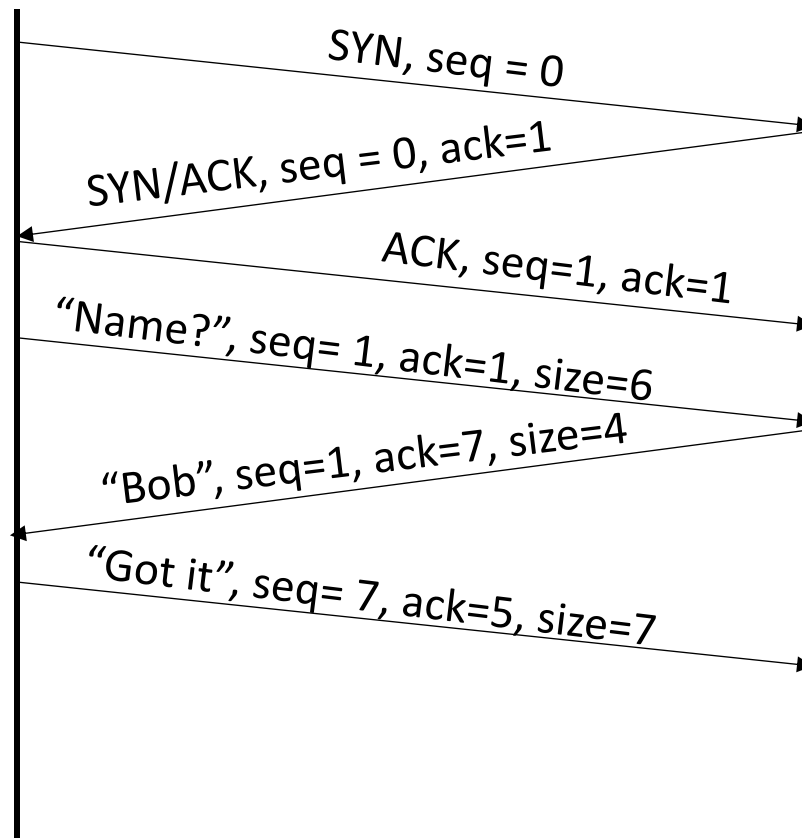 SYN, seq = 0
SYN/ACK, seq = 0, ack=1
ACK, seq=1, ack=1
“Name?”, seq= 1, ack=1, size=6
“Bob”, seq=1, ack=7, size=4
“Got it”, seq= 7, ack=5, size=7